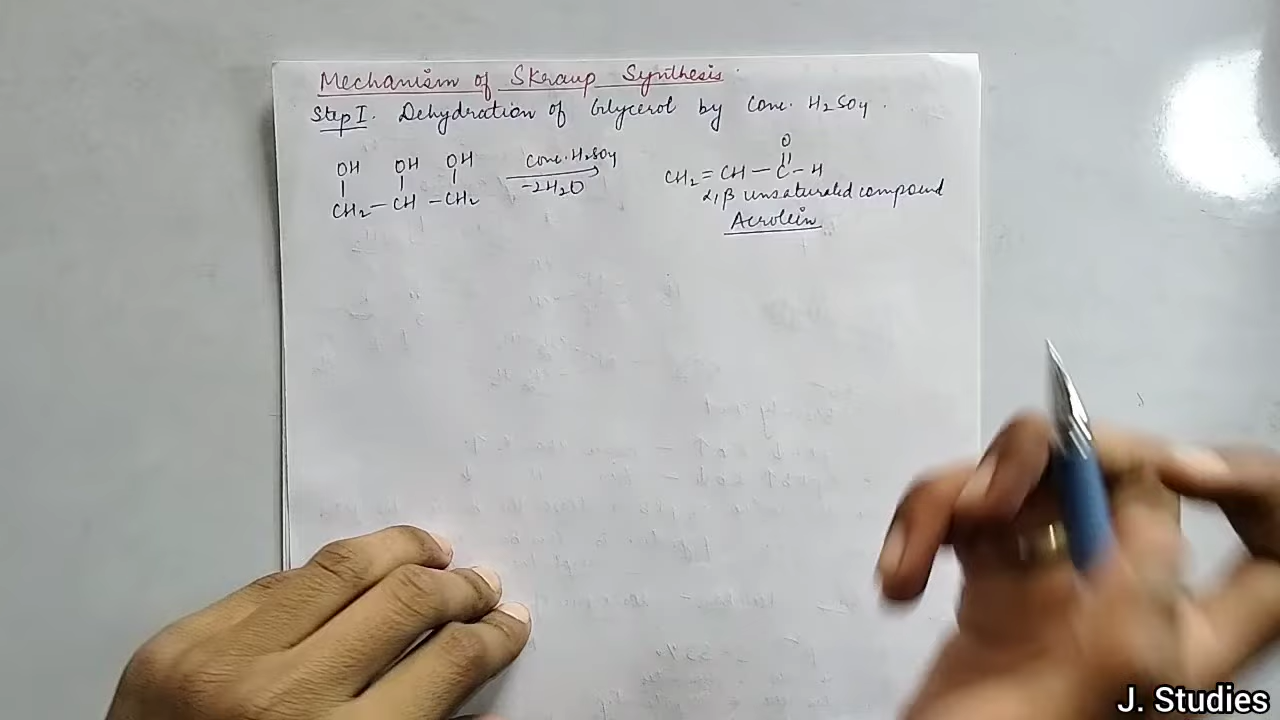 Mechanism of Skraup Synthesis
Step I. Dehydration of Glycerol by Conc. H2SO4.
OH OH OH Conc. H2SO4 O
CH2 - CH - CH2 -2H2O CH2 = CH - C - H
α,β unsaturated compound
Acrolein
J. Studies